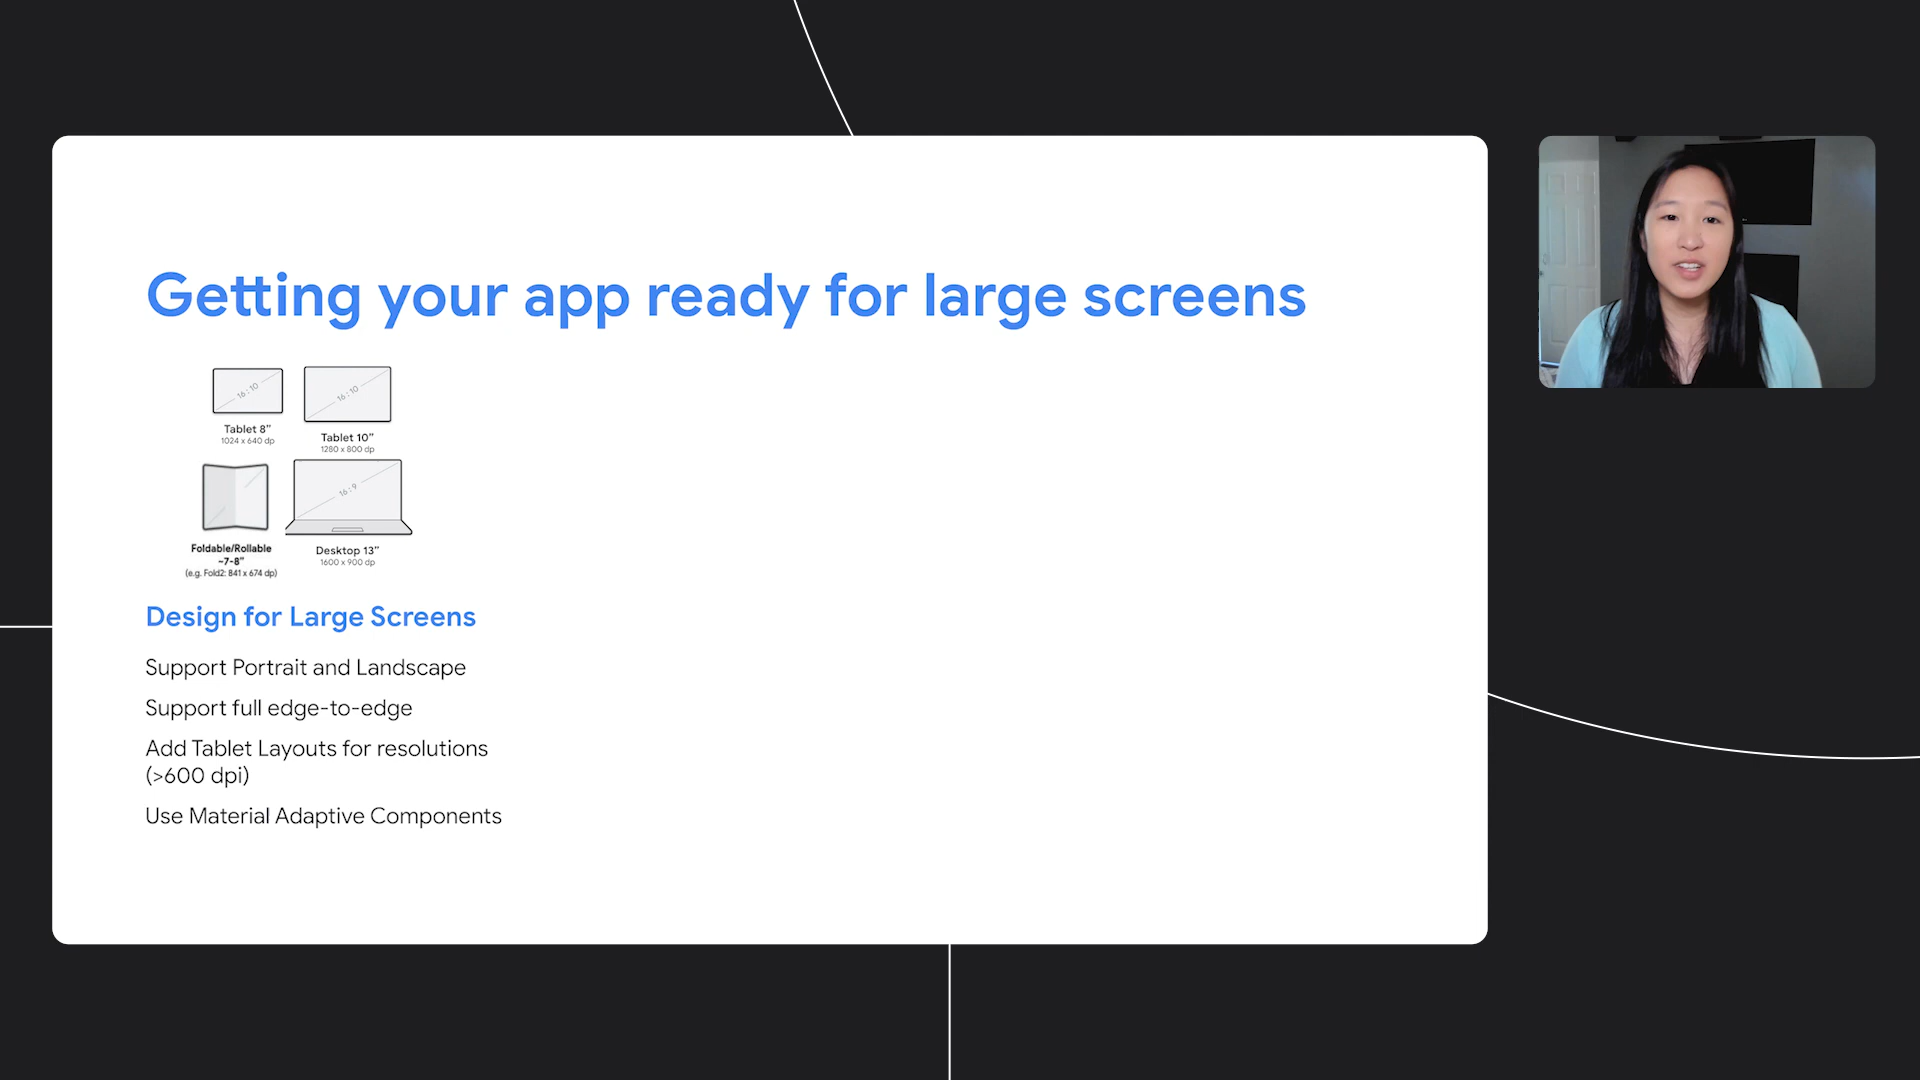 Getting your app ready for large screens
16:10
16:10
Tablet 8"
1024 x 640 dp
Tablet 10"
1280 x 800 dp
16:9
Foldable/Rollable
~7-8"
(e.g. Fold2: 841 x 674 dp)
Desktop 13"
1600 x 900 dp
Design for Large Screens
Support Portrait and Landscape
Support full edge-to-edge
Add Tablet Layouts for resolutions
(>600 dpi)
Use Material Adaptive Components